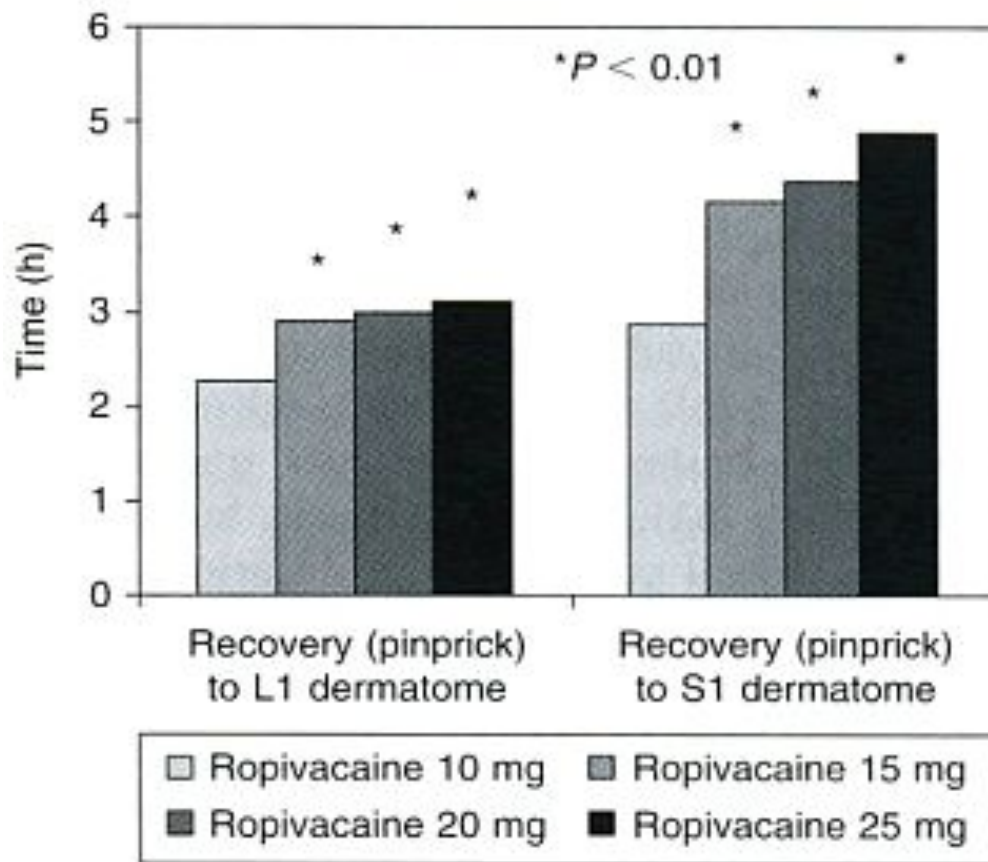 6
*P < 0.01
*
*
5
*
*
4
*
*
3
2
1
0
Time (h)
Recovery (pinprick)
to L1 dermatome
Recovery (pinprick)
to S1 dermatome
Ropivacaine 10 mg
Ropivacaine 15 mg
Ropivacaine 20 mg
Ropivacaine 25 mg